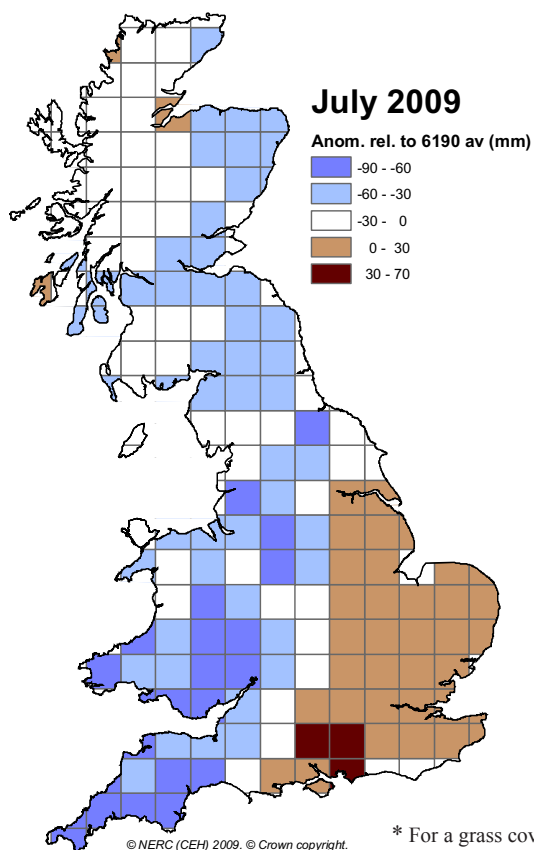 July 2009
Anom. rel. to 6190 av (mm)
-90 - -60
-60 - -30
-30 - 0
0 - 30
30 - 70
© NERC (CEH) 2009. © Crown copyright.
* For a grass cov